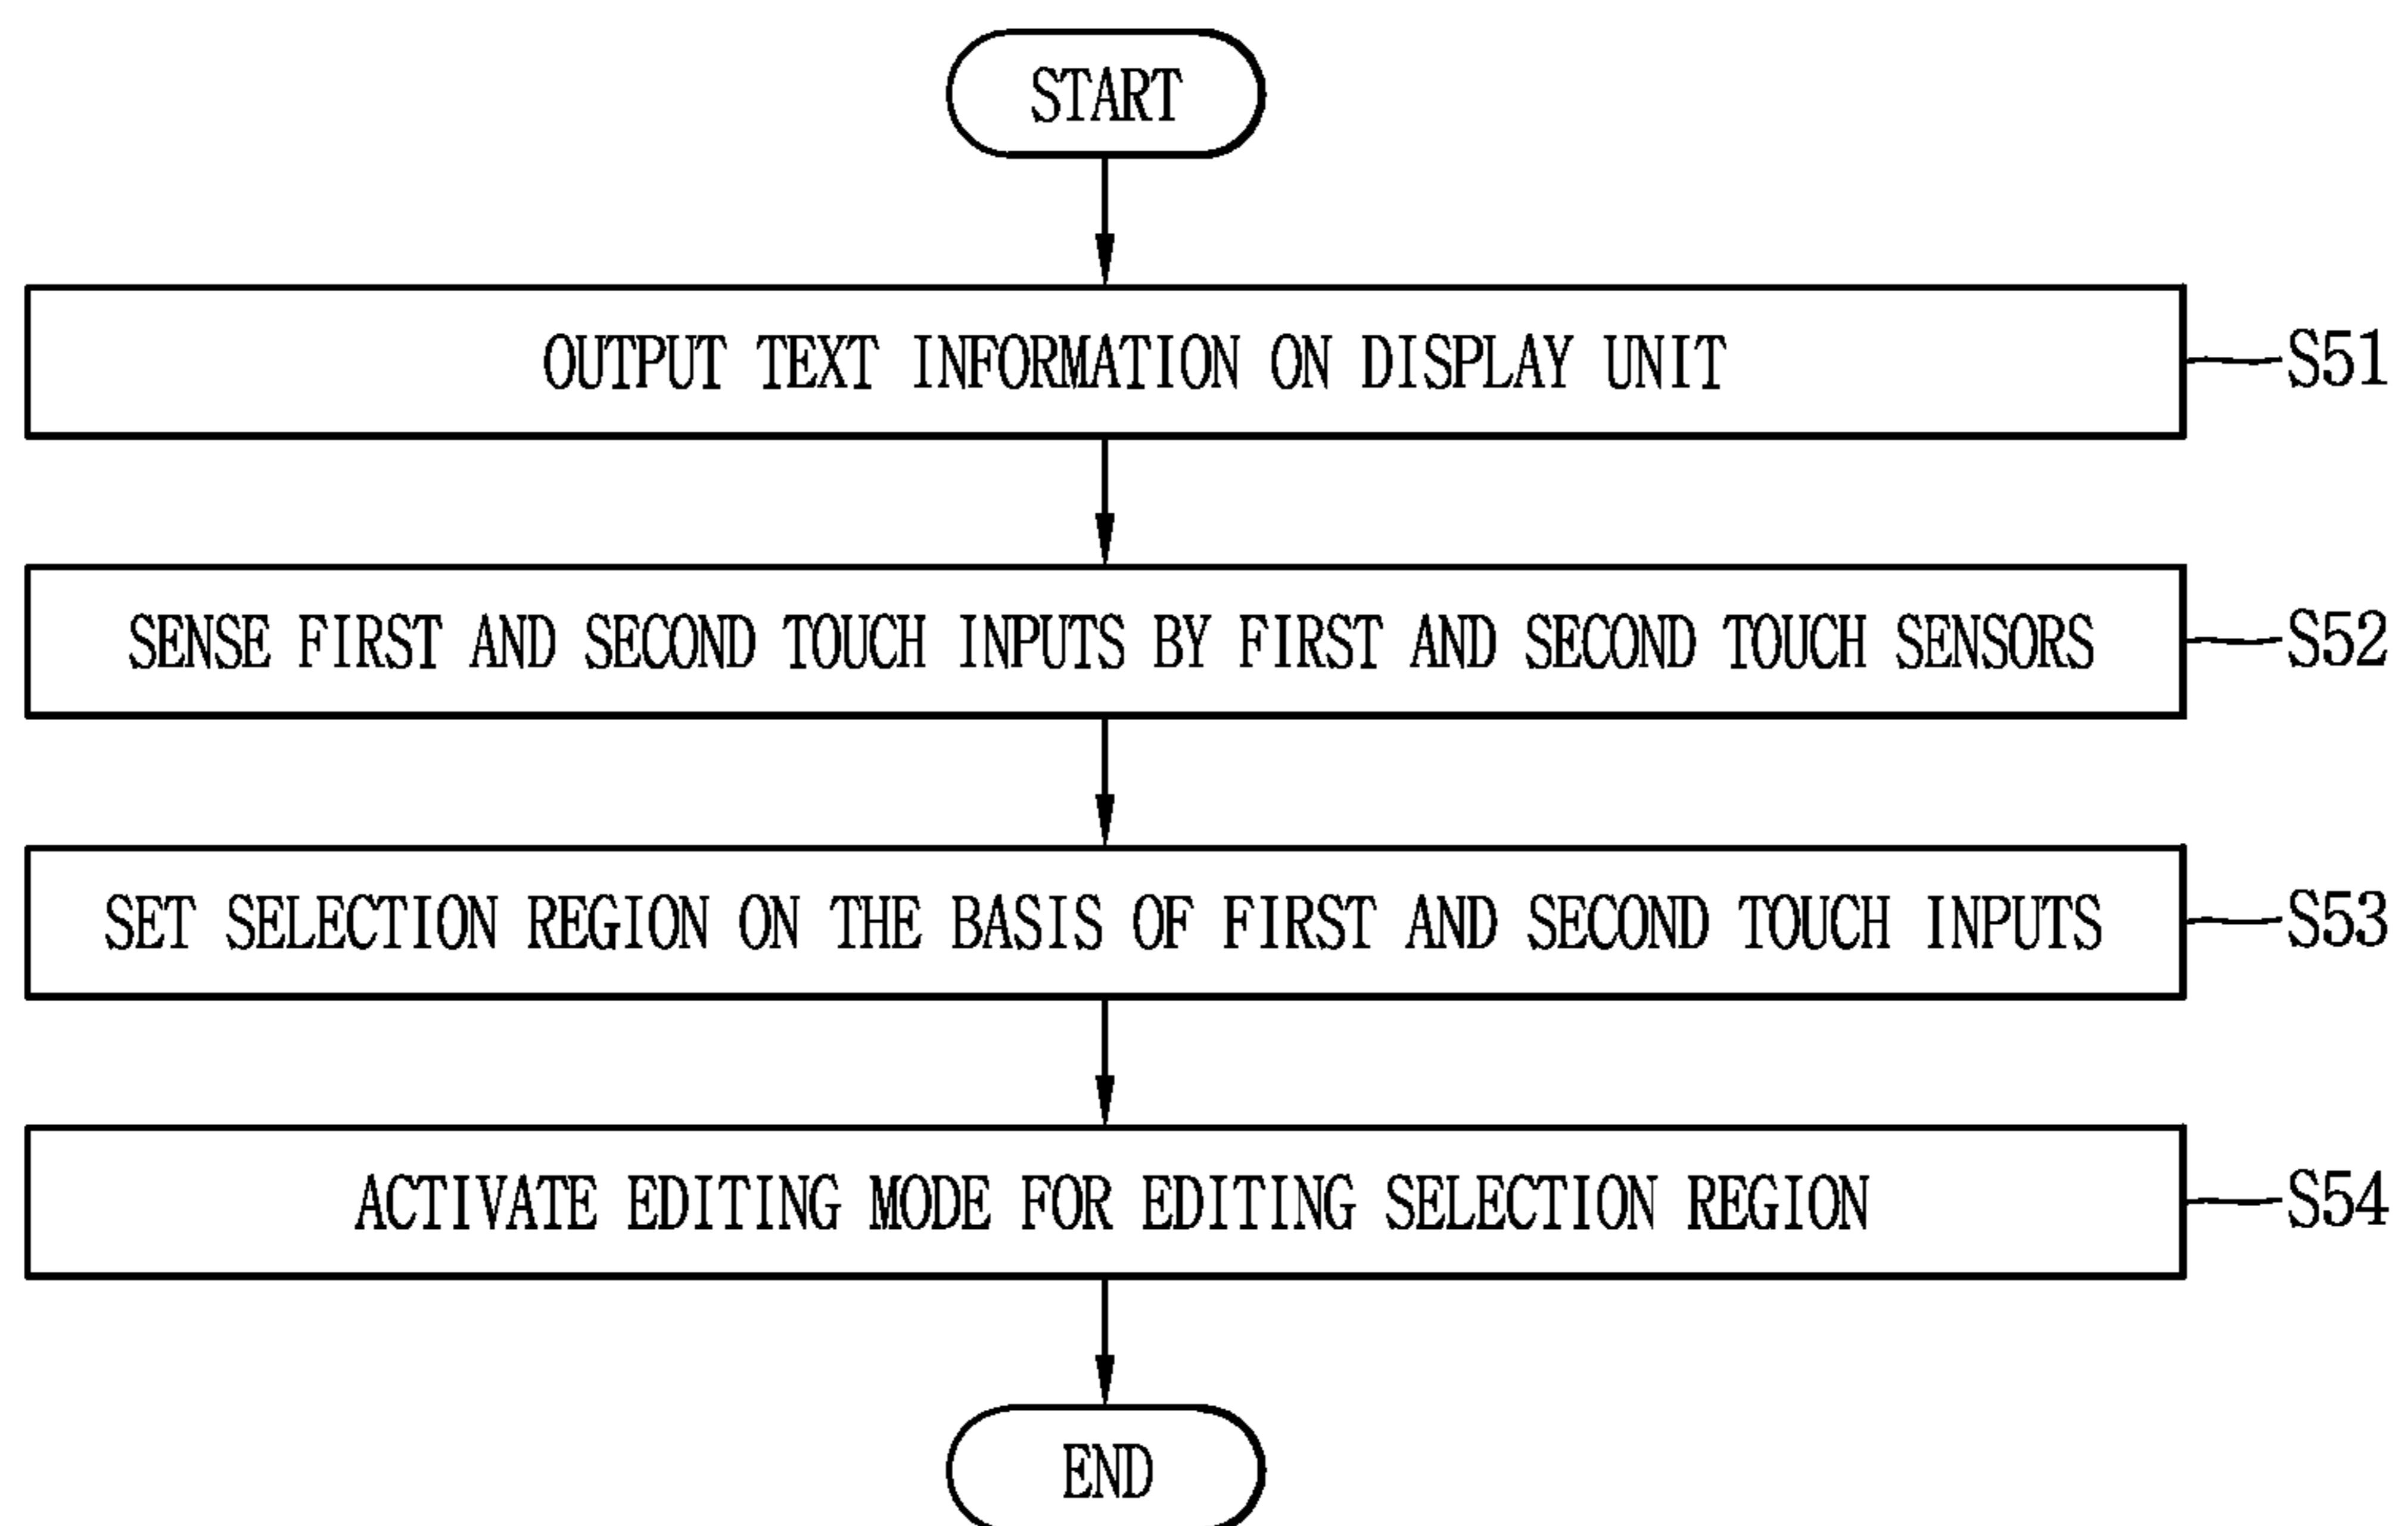 START
OUTPUT TEXT INFORMATION ON DISPLAY UNIT
S51
SENSE FIRST AND SECOND TOUCH INPUTS BY FIRST AND SECOND TOUCH SENSORS
S52
SET SELECTION REGION ON THE BASIS OF FIRST AND SECOND TOUCH INPUTS
S53
ACTIVATE EDITING MODE FOR EDITING SELECTION REGION
S54
END